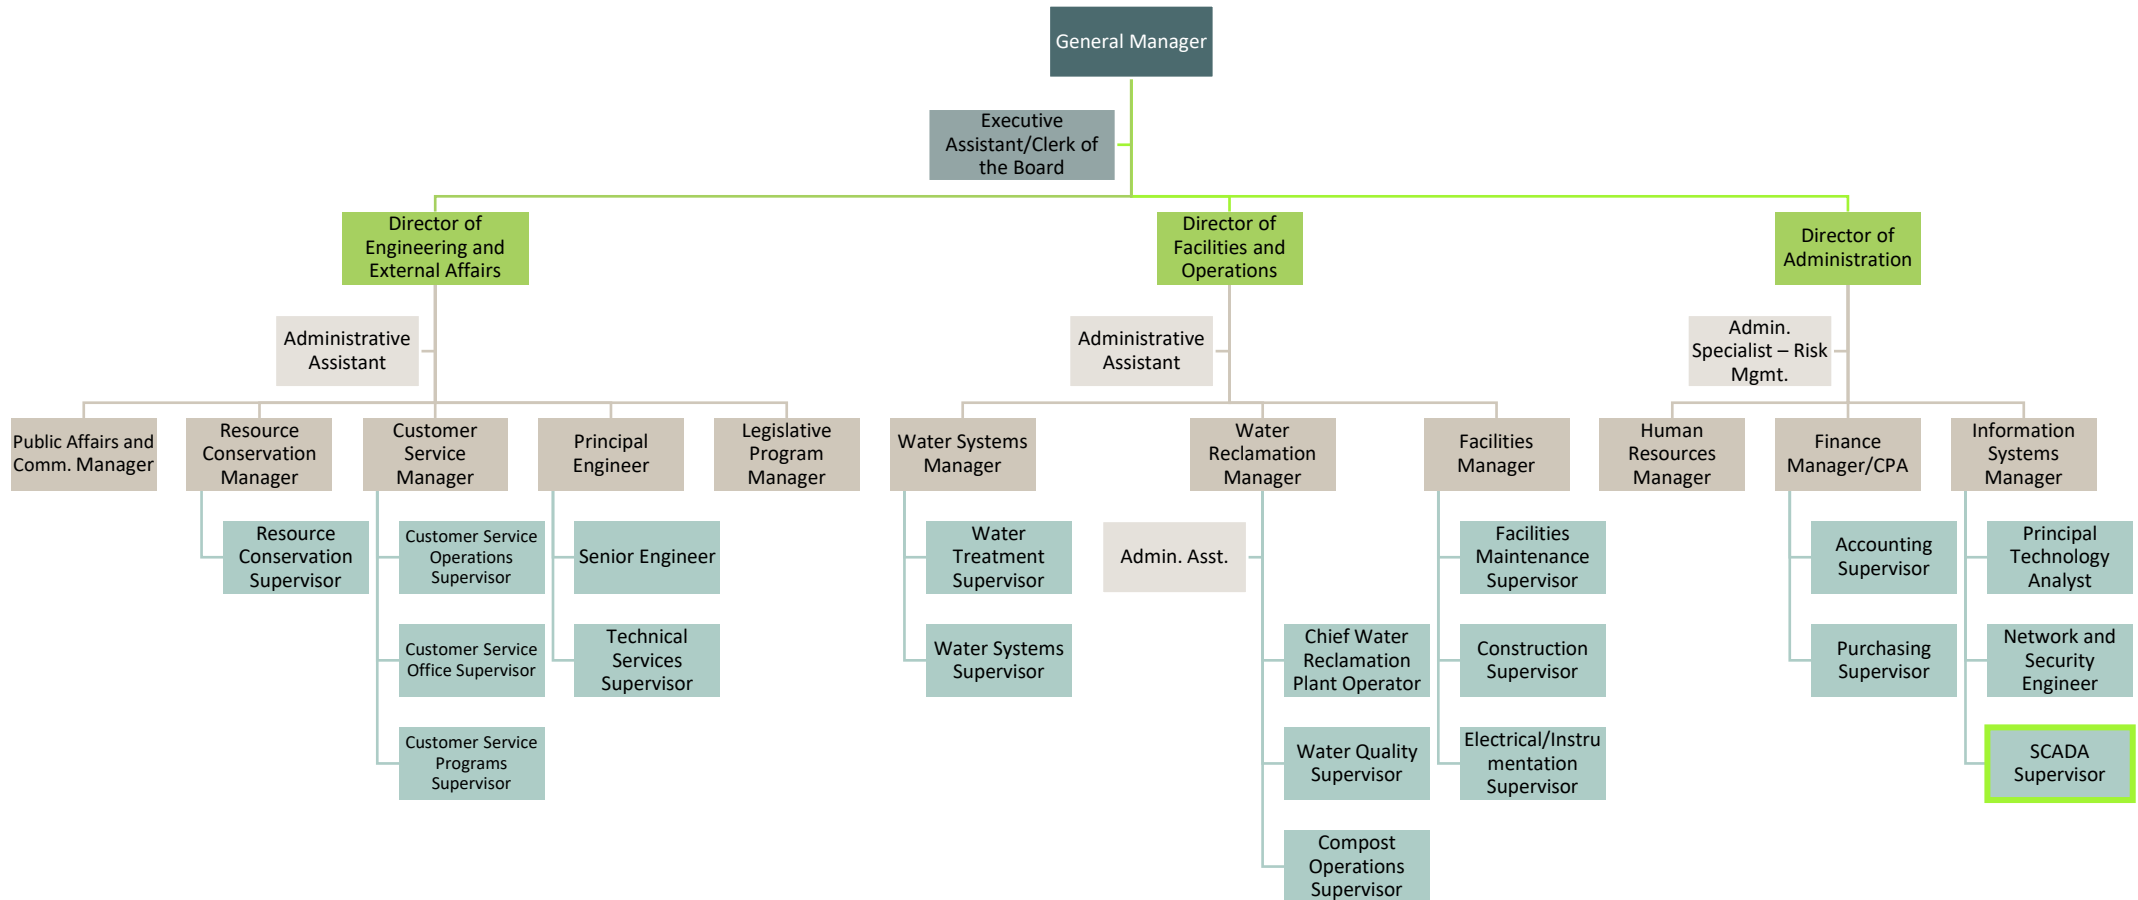 General Manager
Executive
Assistant/Clerk of
the Board
Director of
Engineering and
External Affairs
Director of
Facilities and
Operations
Director of
Administration
Administrative
Assistant
Administrative
Assistant
Admin.
Specialist – Risk
Mgmt.
Public Affairs and
Comm. Manager
Resource
Conservation
Manager
Customer
Service
Manager
Principal
Engineer
Legislative
Program
Manager
Water Systems
Manager
Water
Reclamation
Manager
Facilities
Manager
Human
Resources
Manager
Finance
Manager/CPA
Information
Systems
Manager
Resource
Conservation
Supervisor
Customer Service
Operations
Supervisor
Senior Engineer
Water
Treatment
Supervisor
Admin. Asst.
Facilities
Maintenance
Supervisor
Accounting
Supervisor
Principal
Technology
Analyst
Customer Service
Office Supervisor
Technical
Services
Supervisor
Water Systems
Supervisor
Chief Water
Reclamation
Plant Operator
Construction
Supervisor
Purchasing
Supervisor
Network and
Security
Engineer
Customer Service
Programs
Supervisor
Water Quality
Supervisor
Electrical/Instru
mentation
Supervisor
SCADA
Supervisor
Compost
Operations
Supervisor